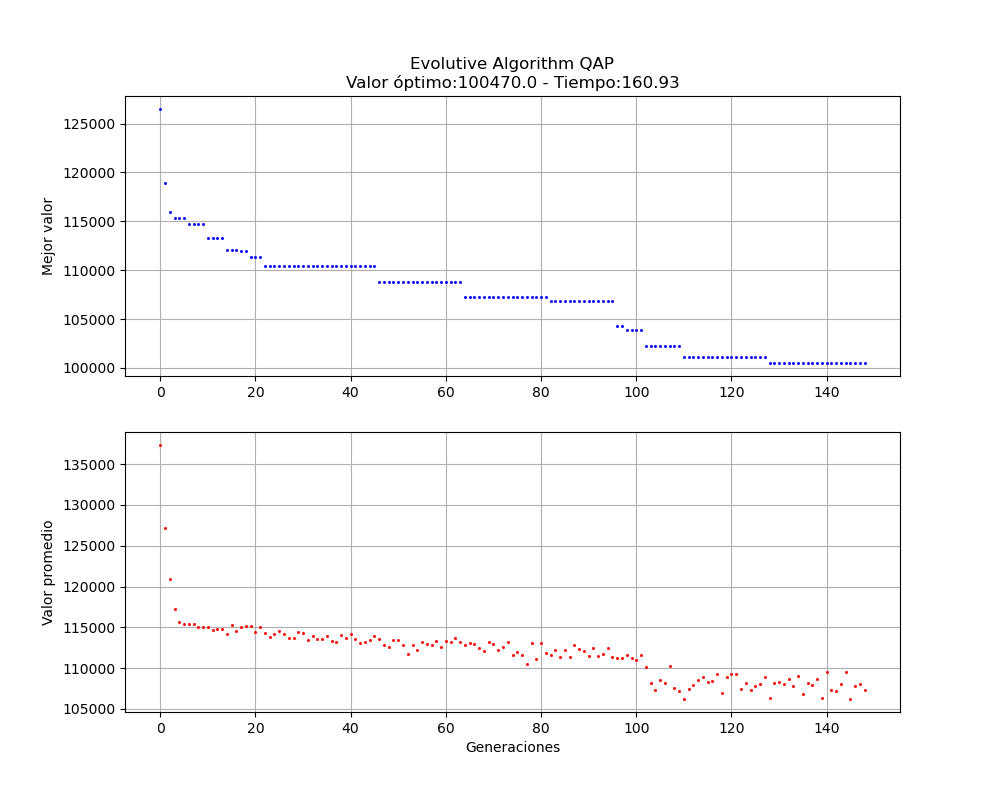 Evolutive Algorithm QAP
Valor óptimo:100470.0 - Tiempo:160.93
Mejor valor
125000
120000
115000
110000
105000
100000
0 20 40 60 80 100 120 140
Valor promedio
135000
130000
125000
120000
115000
110000
105000
0 20 40 60 80 100 120 140
Generaciones